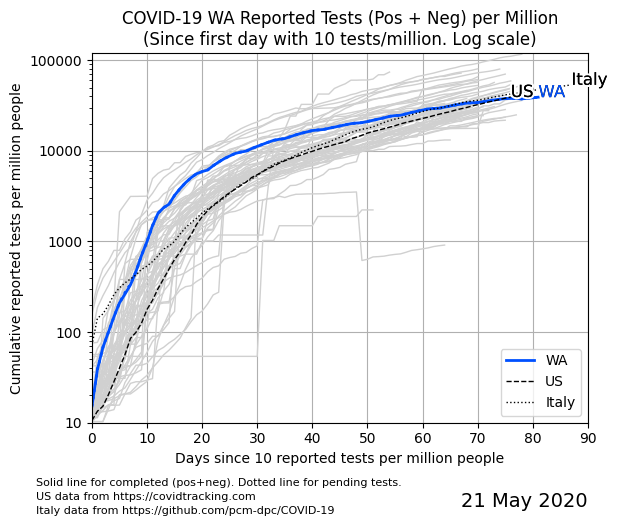 COVID-19 WA Reported Tests (Pos + Neg) per Million
(Since first day with 10 tests/million. Log scale)
Cumulative reported tests per million people
100000
10000
1000
100
10
Italy
US WA
WA
US
Italy
0 10 20 30 40 50 60 70 80 90
Days since 10 reported tests per million people
Solid line for completed (pos+neg). Dotted line for pending tests.
US data from https://covidtracking.com
Italy data from https://github.com/pcm-dpc/COVID-19
21 May 2020